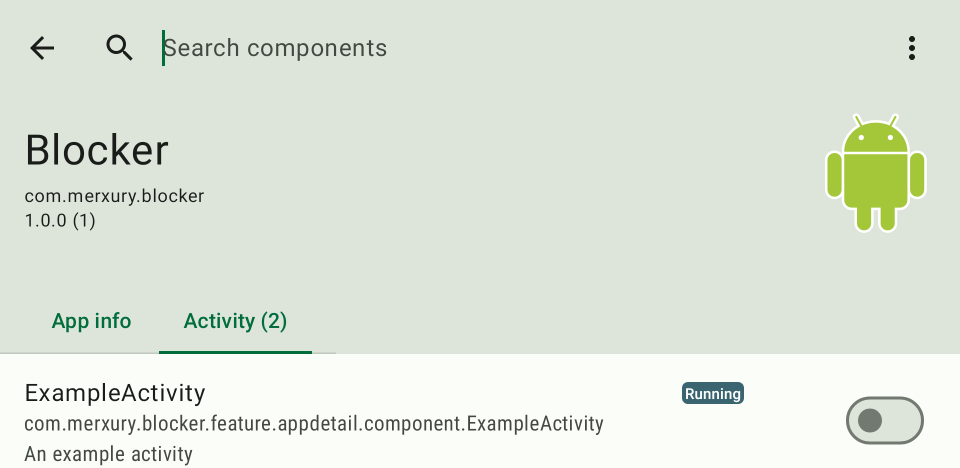 Search components
Blocker
com.merxury.blocker
1.0.0 (1)
App info
Activity (2)
ExampleActivity
Running
com.merxury.blocker.feature.appdetail.component.ExampleActivity
An example activity